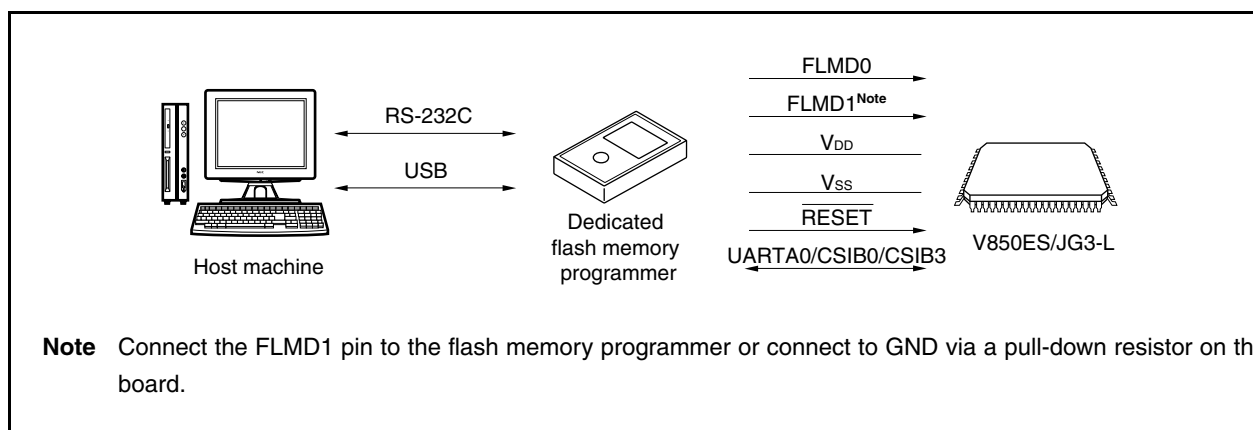 FLMD0
FLMD1Note
RS-232C
VDD
USB
VSS
RESET
Dedicated
flash memory
programmer
UARTA0/CSIB0/CSIB3
V850ES/JG3-L
Host machine
Note Connect the FLMD1 pin to the flash memory programmer or connect to GND via a pull-down resistor on th
board.